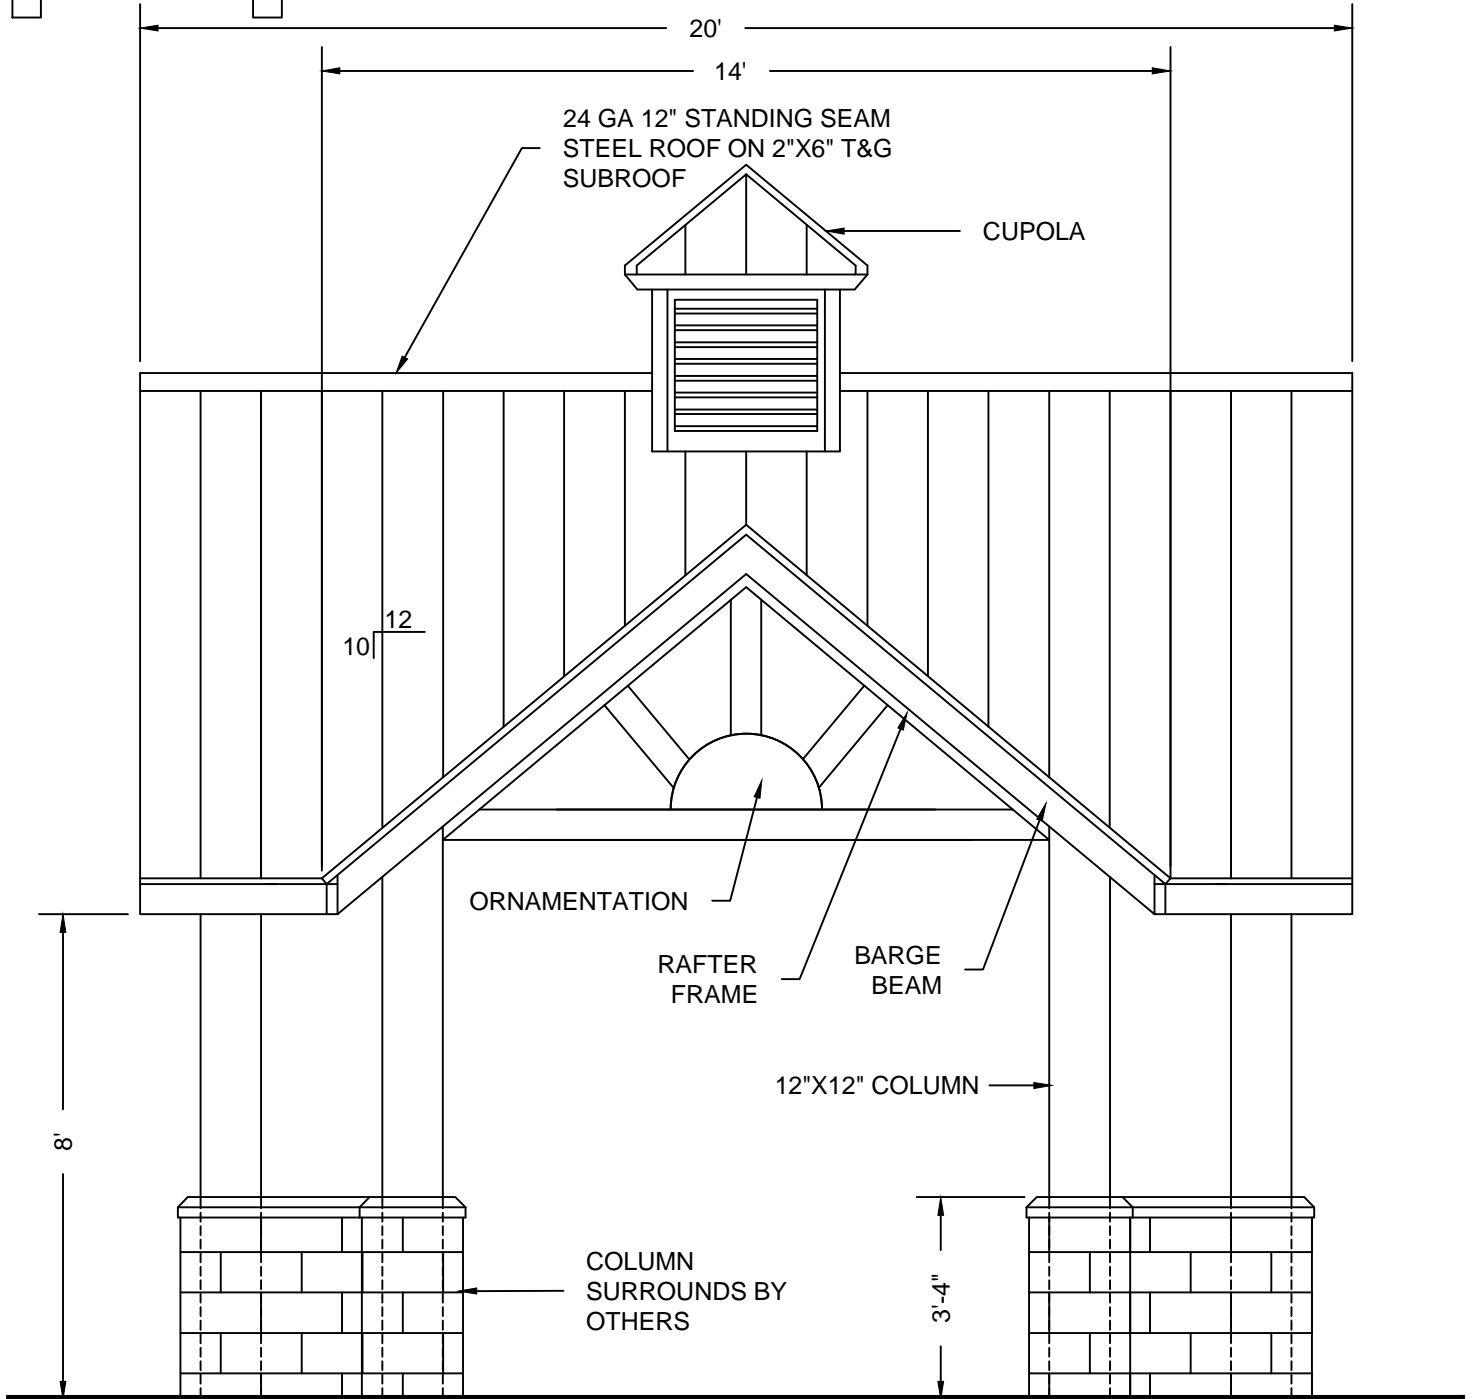 20'
14'
24 GA 12" STANDING SEAM
STEEL ROOF ON 2"X6" T&G
SUBROOF
CUPOLA
12
10
ORNAMENTATION
RAFTER
FRAME
BARGE
BEAM
12"X12" COLUMN
8'
COLUMN
SURROUNDS BY
OTHERS
3'-4"